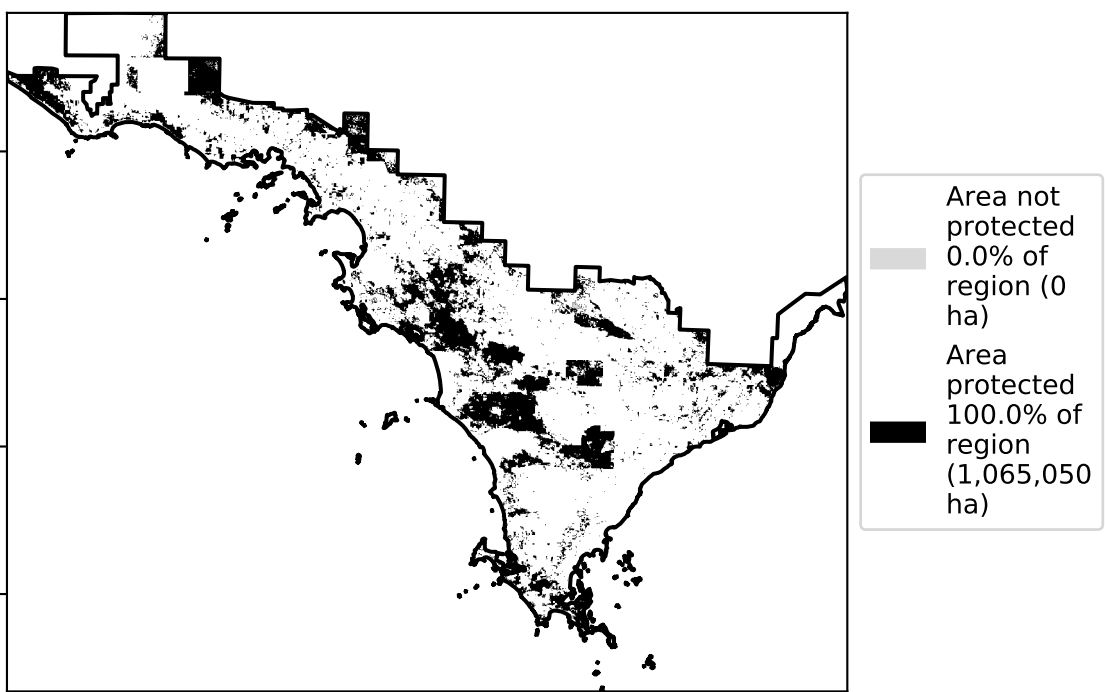 Area not
protected
0.0% of
region (0
ha)
Area
protected
100.0% of
region
(1,065,050
ha)